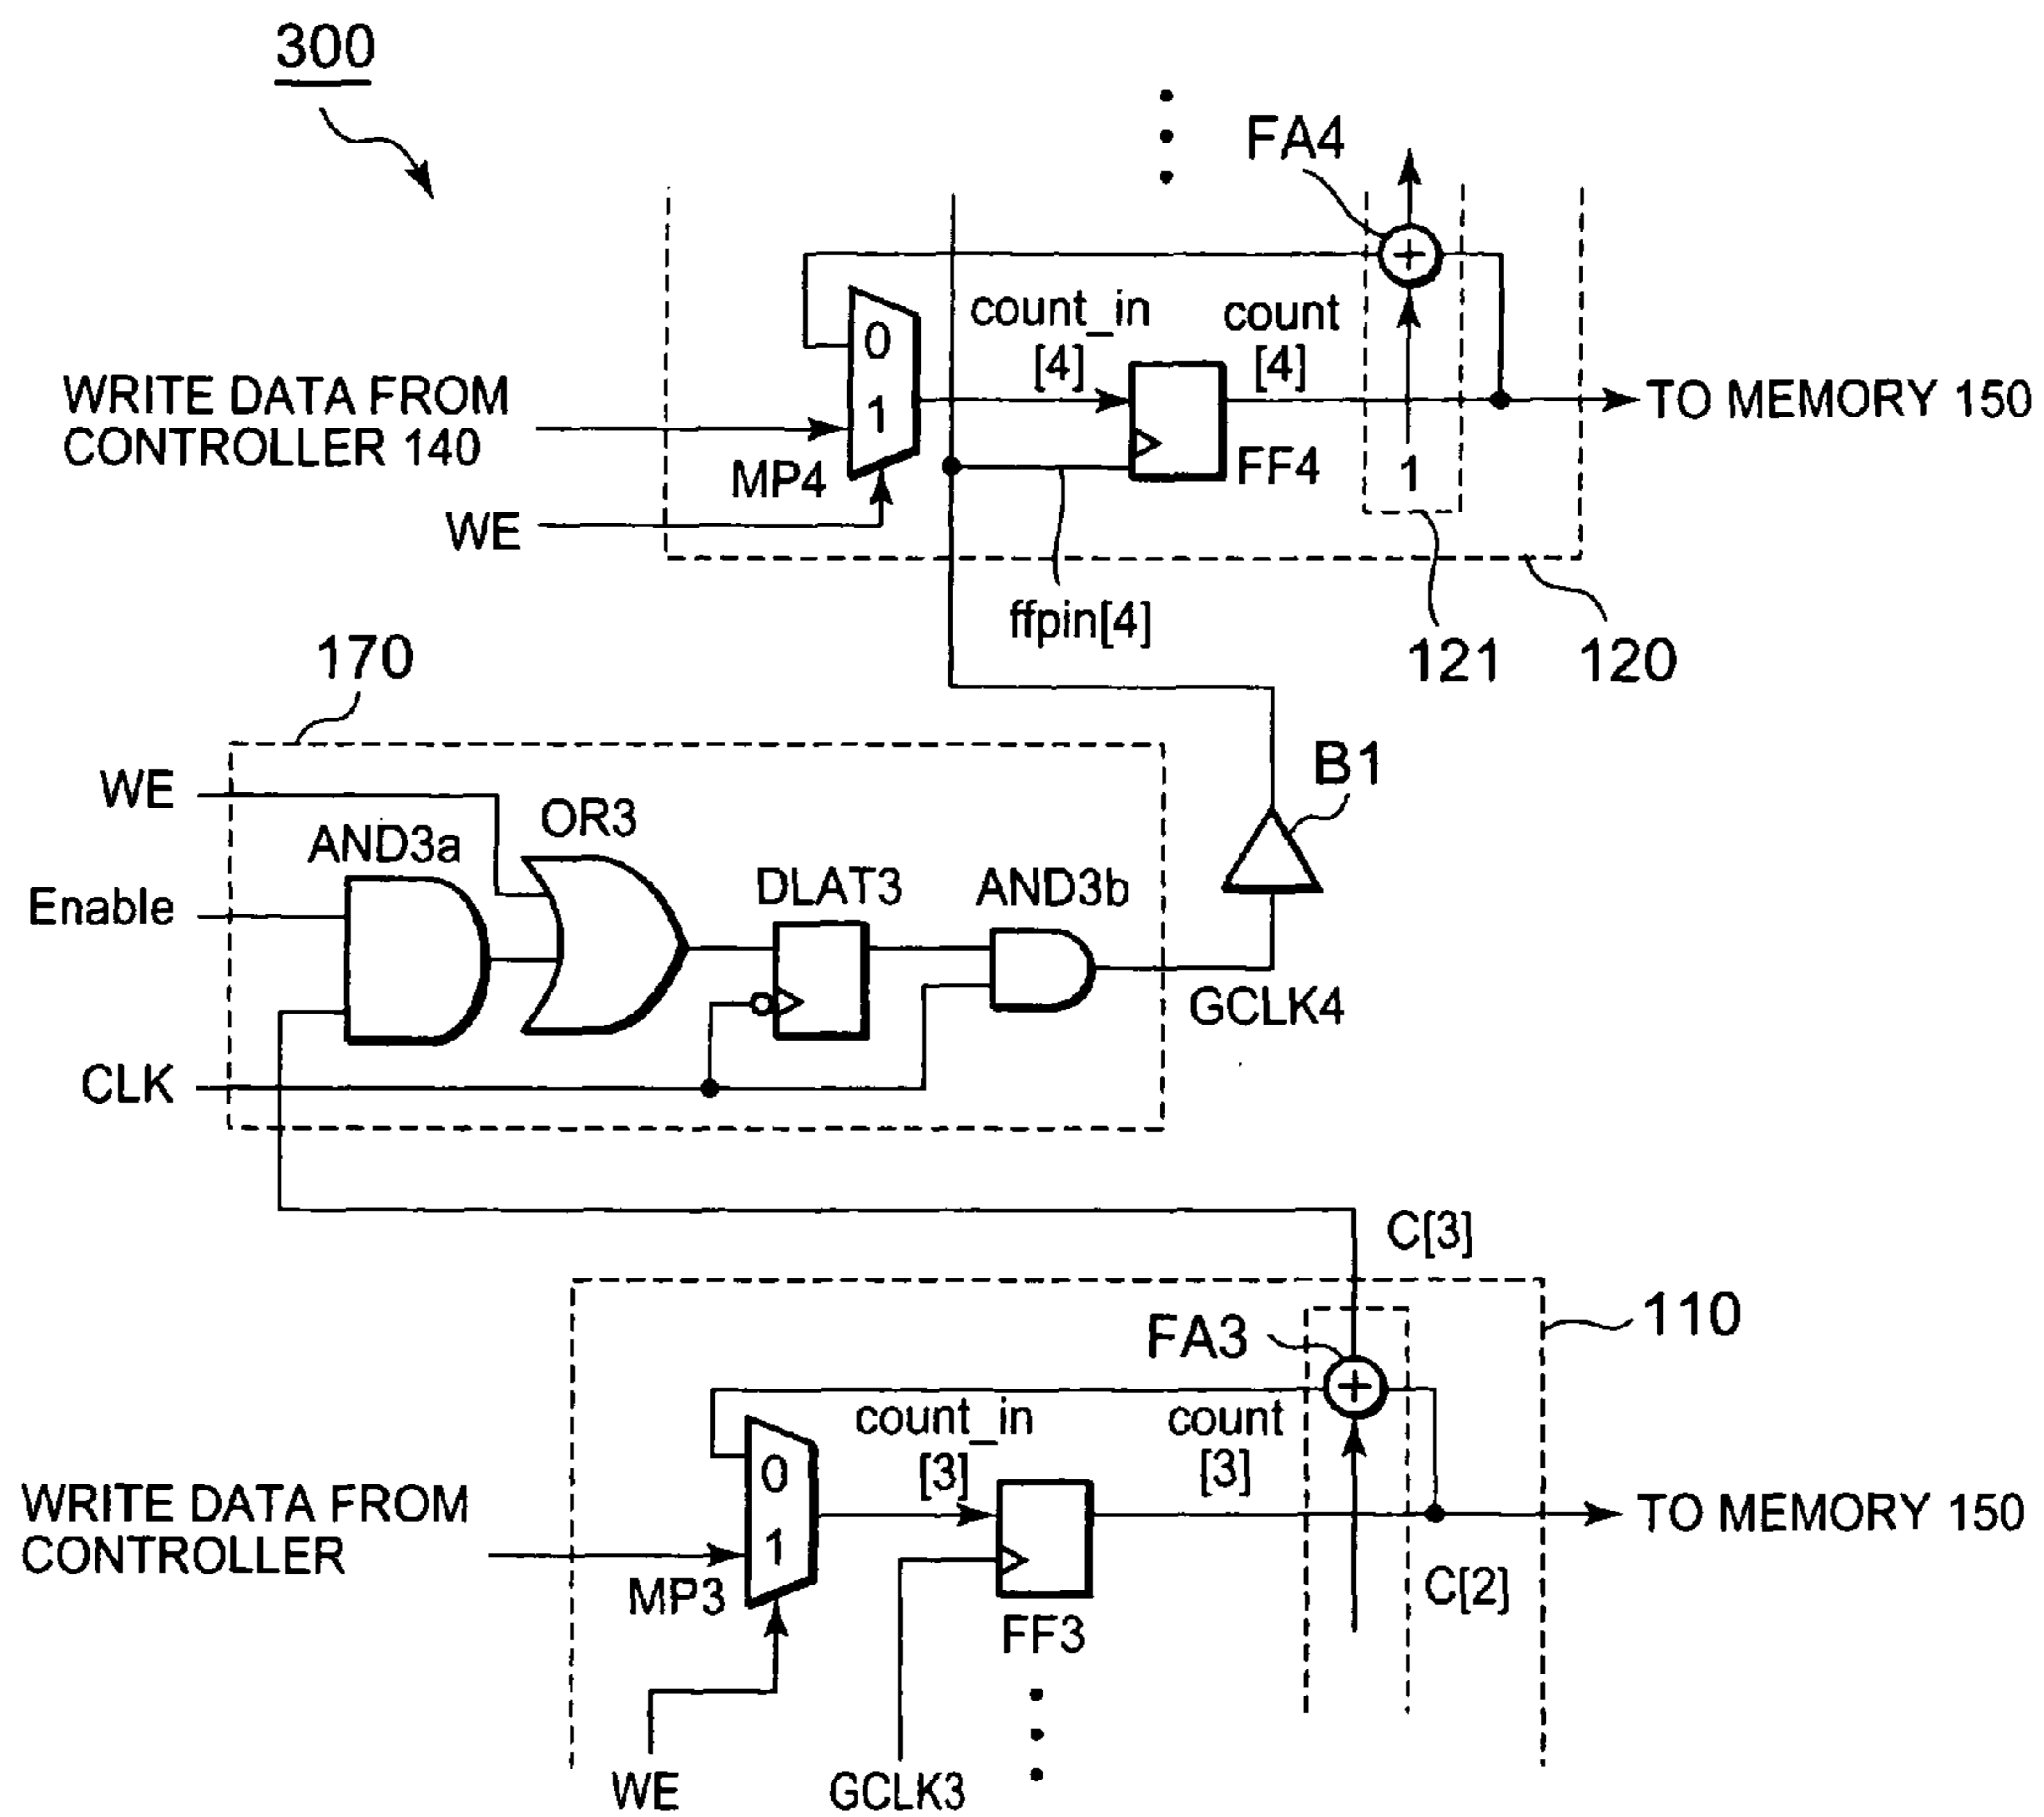 300
FA4
count_in
[4]
count
[4]
0
1
WRITE DATA FROM
CONTROLLER 140
MP4
WE
FF4
1
TO MEMORY 150
ffpin[4]
121
120
170
WE
AND3a
OR3
Enable
DLAT3
AND3b
B1
GCLK4
CLK
C[3]
110
FA3
count_in
[3]
count
[3]
0
1
WRITE DATA FROM
CONTROLLER
MP3
FF3
TO MEMORY 150
C[2]
WE
GCLK3